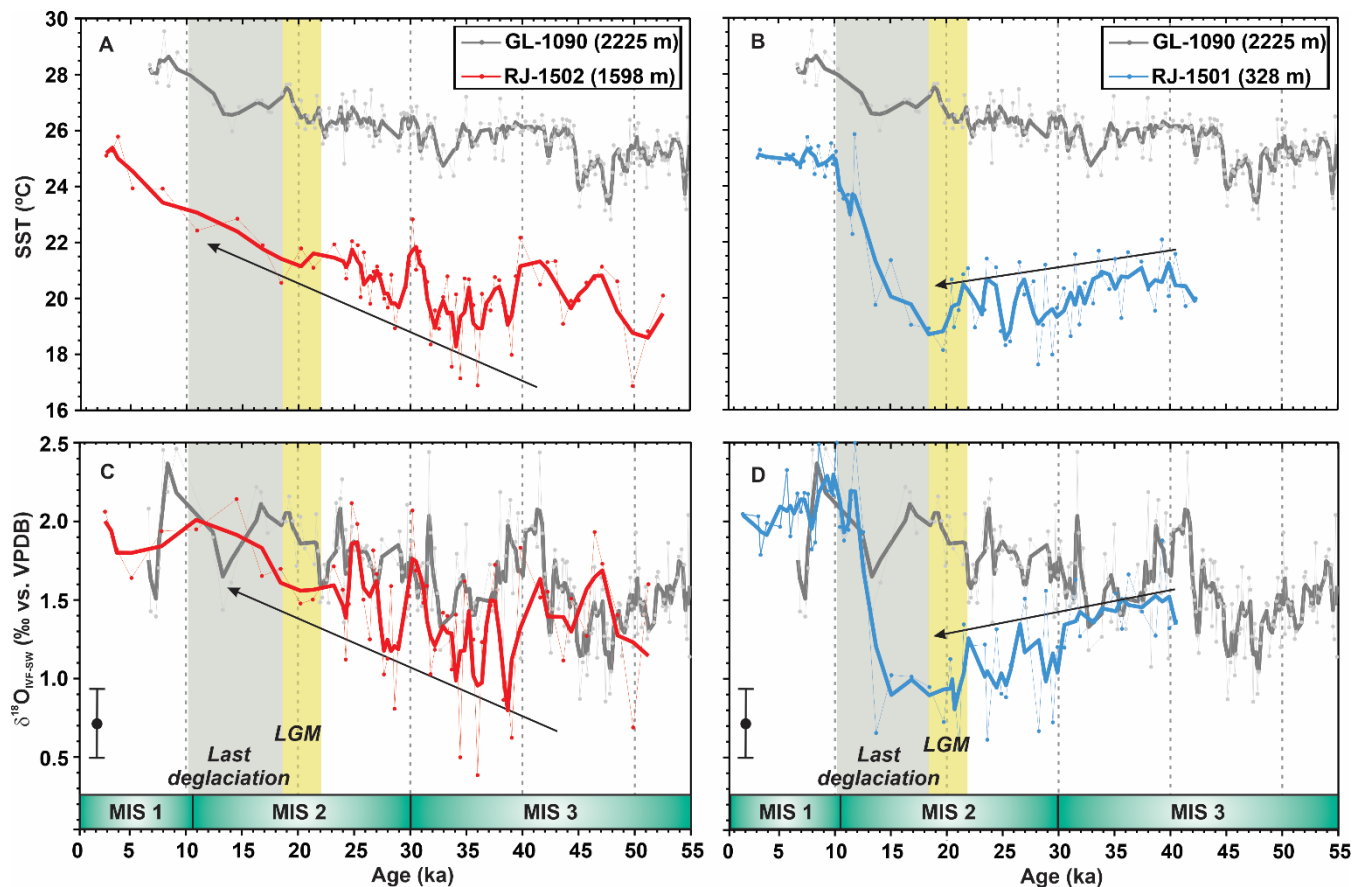 30
28
26
24
22
20
18
16
SST (ºC)
A
GL-1090 (2225 m)
RJ-1502 (1598 m)
B
GL-1090 (2225 m)
RJ-1501 (328 m)
2.5
2.0
1.5
1.0
0.5
δ18OIVF-SW (‰ vs. VPDB)
C
LGM
Last
deglaciation
MIS 1 MIS 2 MIS 3
0 5 10 15 20 25 30 35 40 45 50 55
Age (ka)
D
LGM
Last
deglaciation
MIS 1 MIS 2 MIS 3
0 5 10 15 20 25 30 35 40 45 50 55
Age (ka)